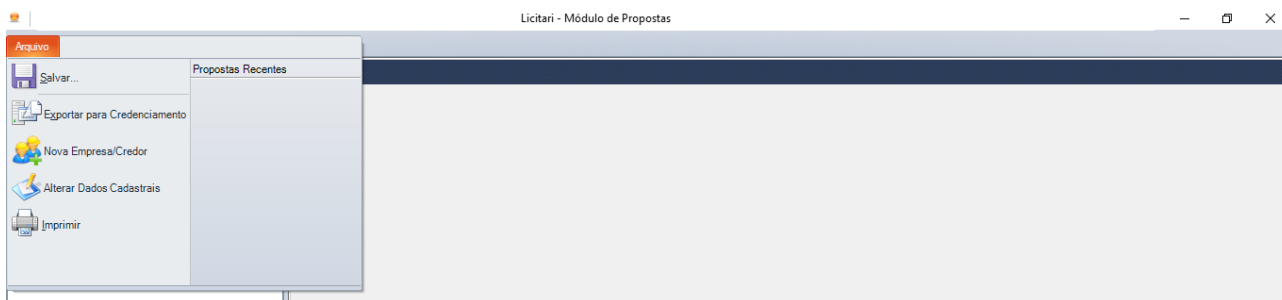 Licitari - Módulo de Propostas
Arquivo
Propostas Recentes
Salvar...
Exportar para Credenciamento
Nova Empresa/Credor
Alterar Dados Cadastrais
Imprimir